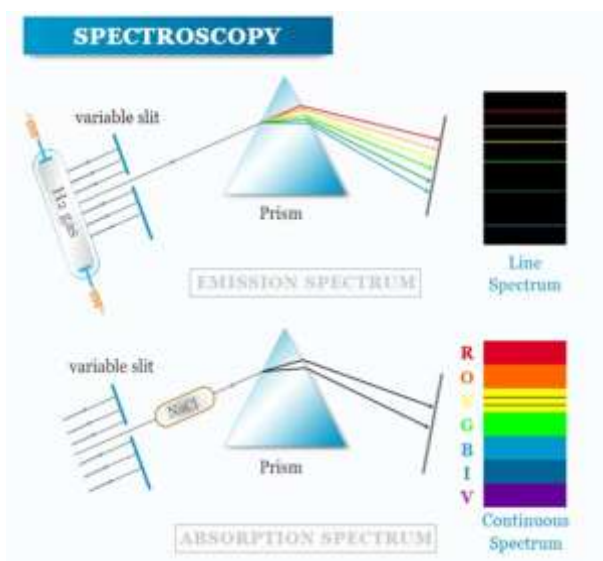 SPECTROSCOPY
variable slit
H₂ gas
Prism
Line
Spectrum
EMISSION SPECTRUM
variable slit
NaCl
Prism
R
O
Y
G
B
I
V
Continuous
Spectrum
ABSORPTION SPECTRUM